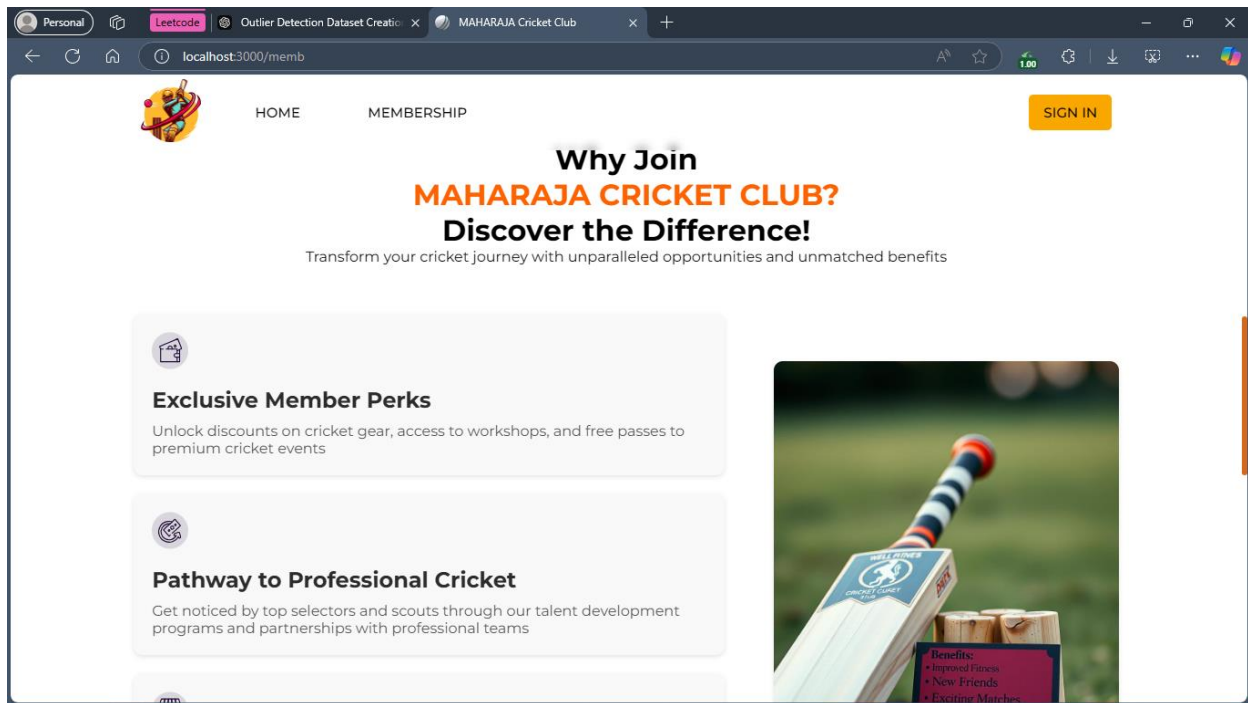 Personal
Leetcode
Outlier Detection Dataset Creatio
MAHARAJA Cricket Club
localhost:3000/memb
1.00
HOME
MEMBERSHIP
SIGN IN
Why Join
MAHARAJA CRICKET CLUB?
Discover the Difference!
Transform your cricket journey with unparalleled opportunities and unmatched benefits
Exclusive Member Perks
Unlock discounts on cricket gear, access to workshops, and free passes to
premium cricket events
Pathway to Professional Cricket
Get noticed by top selectors and scouts through our talent development
programs and partnerships with professional teams
Benefits:
• Improved Fitness
• New Friends
• Exciting Matches